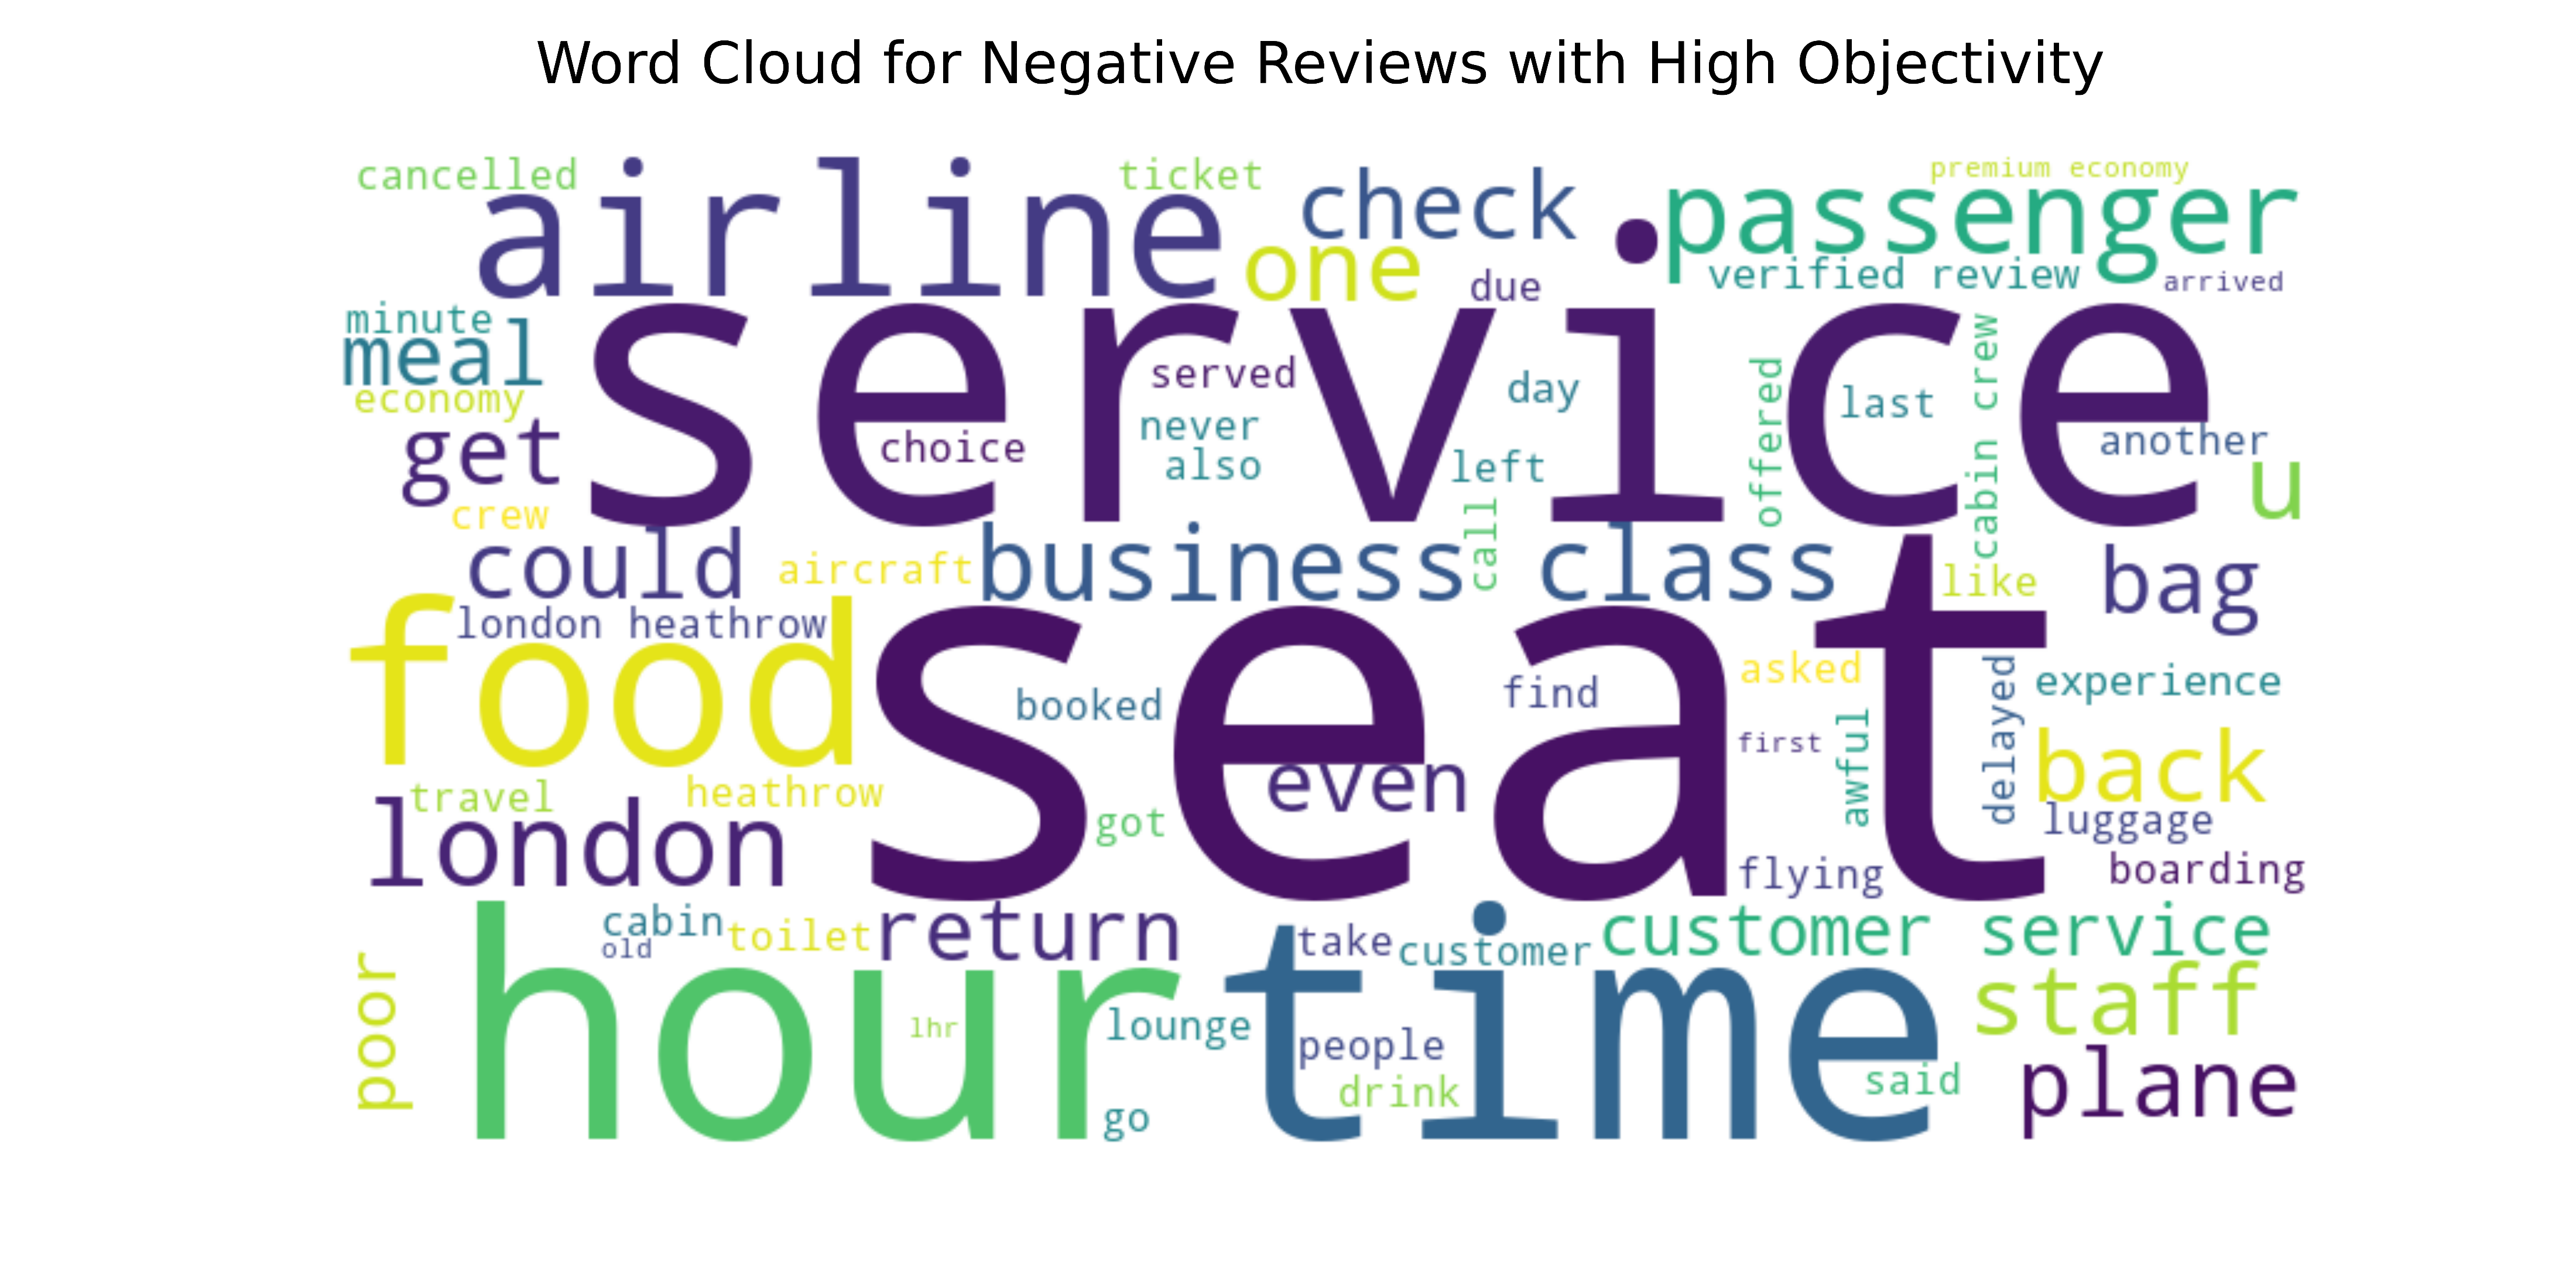 Word Cloud for Negative Reviews with High Objectivity
cancelled
airline
ticket
check
passenger
premium economy
one
due
verified review
arrived
minute
meal
economy
get
crew
service
served
choice
never
also
day
left
call
offered
last
cabin crew
another
u
could
aircraft
business class
like
bag
food
london heathrow
seat
booked
find
asked
first
awful
delayed
experience
back
even
got
travel
heathrow
london
luggage
flying
boarding
poor
hour
cabin
old
toilet
return
lhr
lounge
go
time
take
customer
customer service
people
drink
said
staff
plane